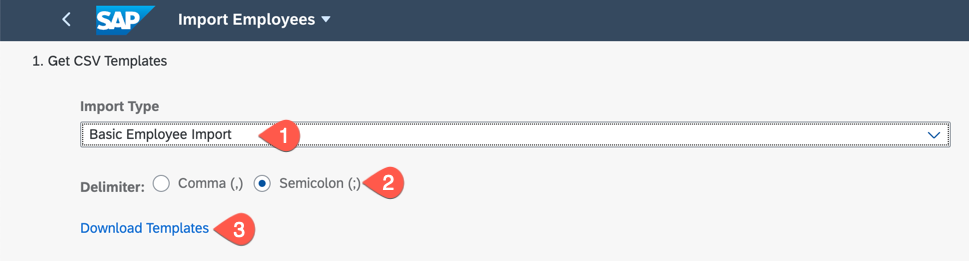 SAP Import Employees
1. Get CSV Templates
Import Type
Basic Employee Import 1
Delimiter: Comma (,) Semicolon (;) 2
Download Templates 3